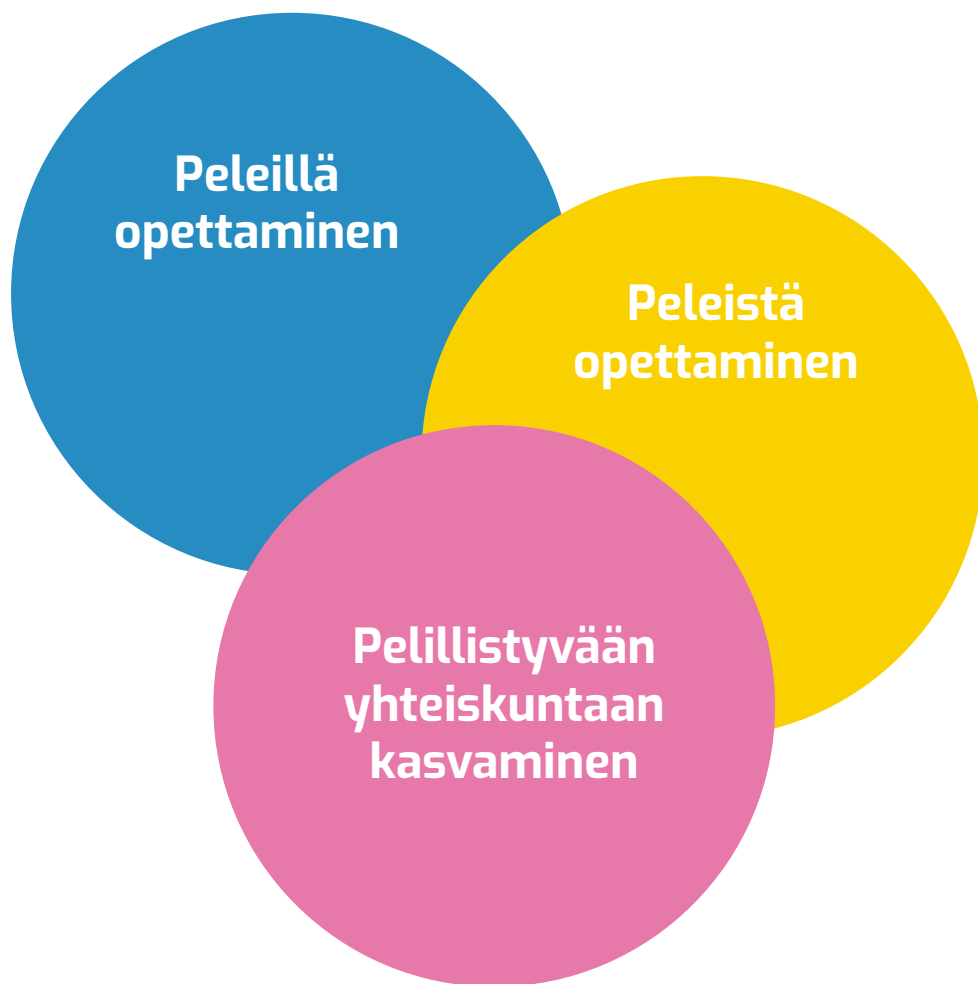 Peleillä
opettaminen
Peleistä
opettaminen
Pelillistyvään
yhteiskuntaan
kasvaminen